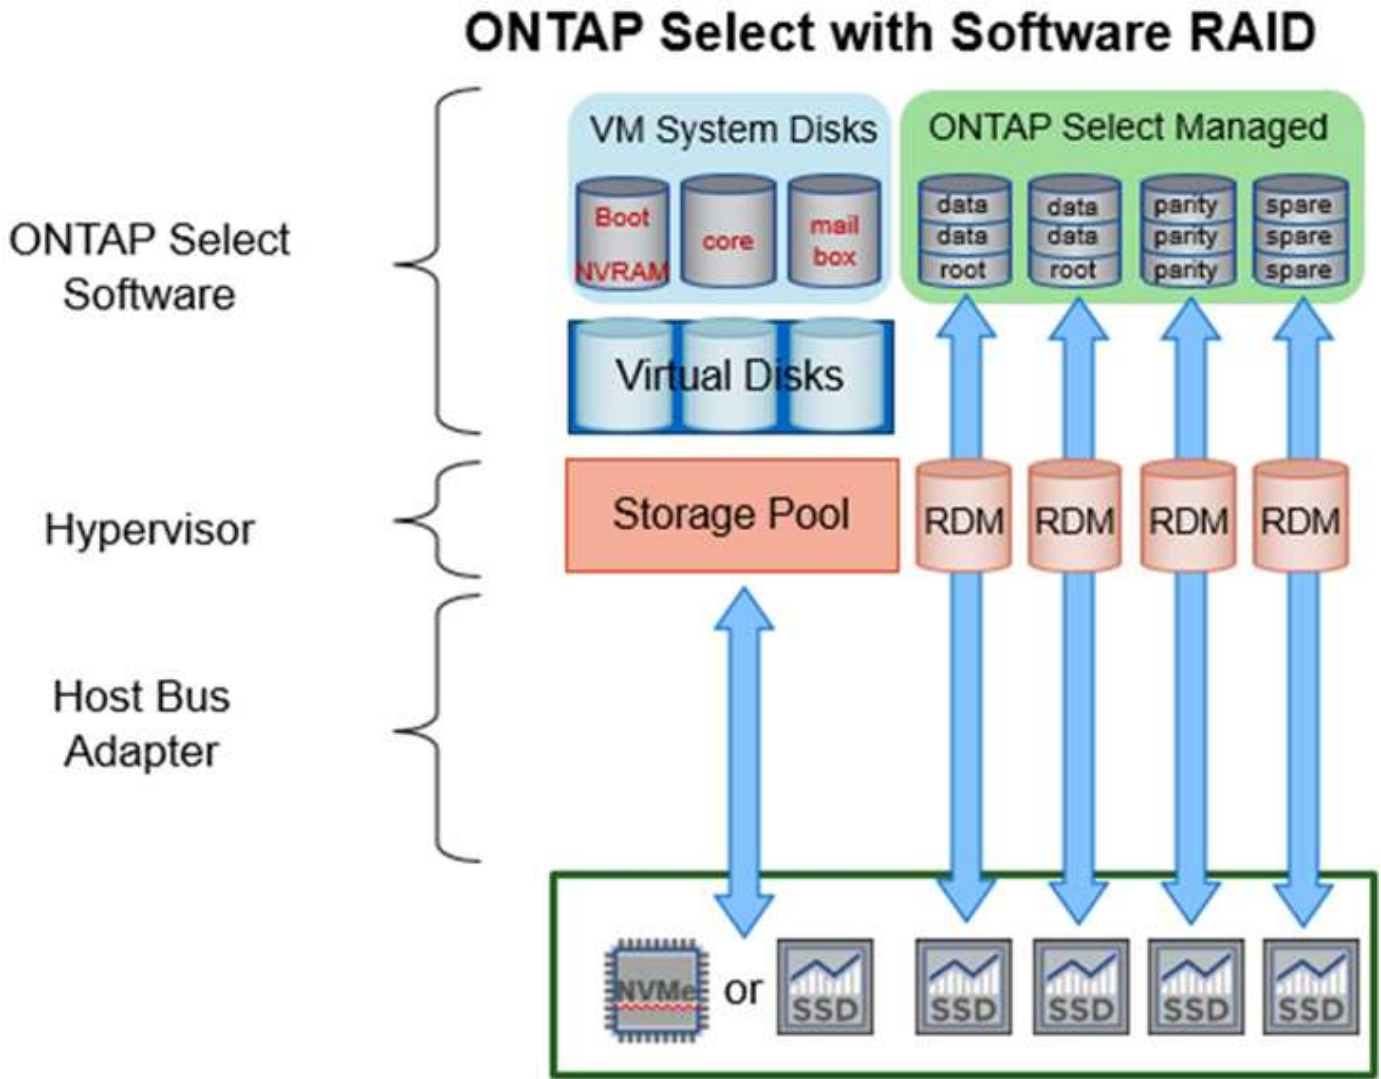 ONTAP Select with Software RAID
VM System Disks
ONTAP Select Managed
Boot
NVRAM
core
mail
box
data
data
root
data
data
root
parity
parity
parity
spare
spare
spare
ONTAP Select
Software
Virtual Disks
Hypervisor
Storage Pool
RDM
RDM
RDM
RDM
Host Bus
Adapter
NVMe
or
SSD
SSD
SSD
SSD
SSD